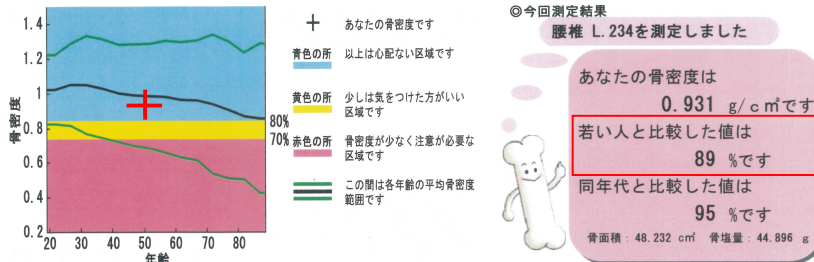 1.4
1.2
1.0
0.8
0.6
0.4
0.2
骨密度
20 30 40 50 60 70 80
年齢
80%
70%
あなたの骨密度です
青色の所 以上は心配ない区域です
黄色の所 少しは気をつけた方がいい
区域です
赤色の所 骨密度が少なく注意が必要な
区域です
この間は各年齢の平均骨密度
範囲です
◎今回測定結果
腰椎 L.234を測定しました
あなたの骨密度は
0.931 g/c㎡です
若い人と比較した値は
89 %です
同年代と比較した値は
95 %です
骨面積：48.232 c㎡ 骨塩量：44.896 g